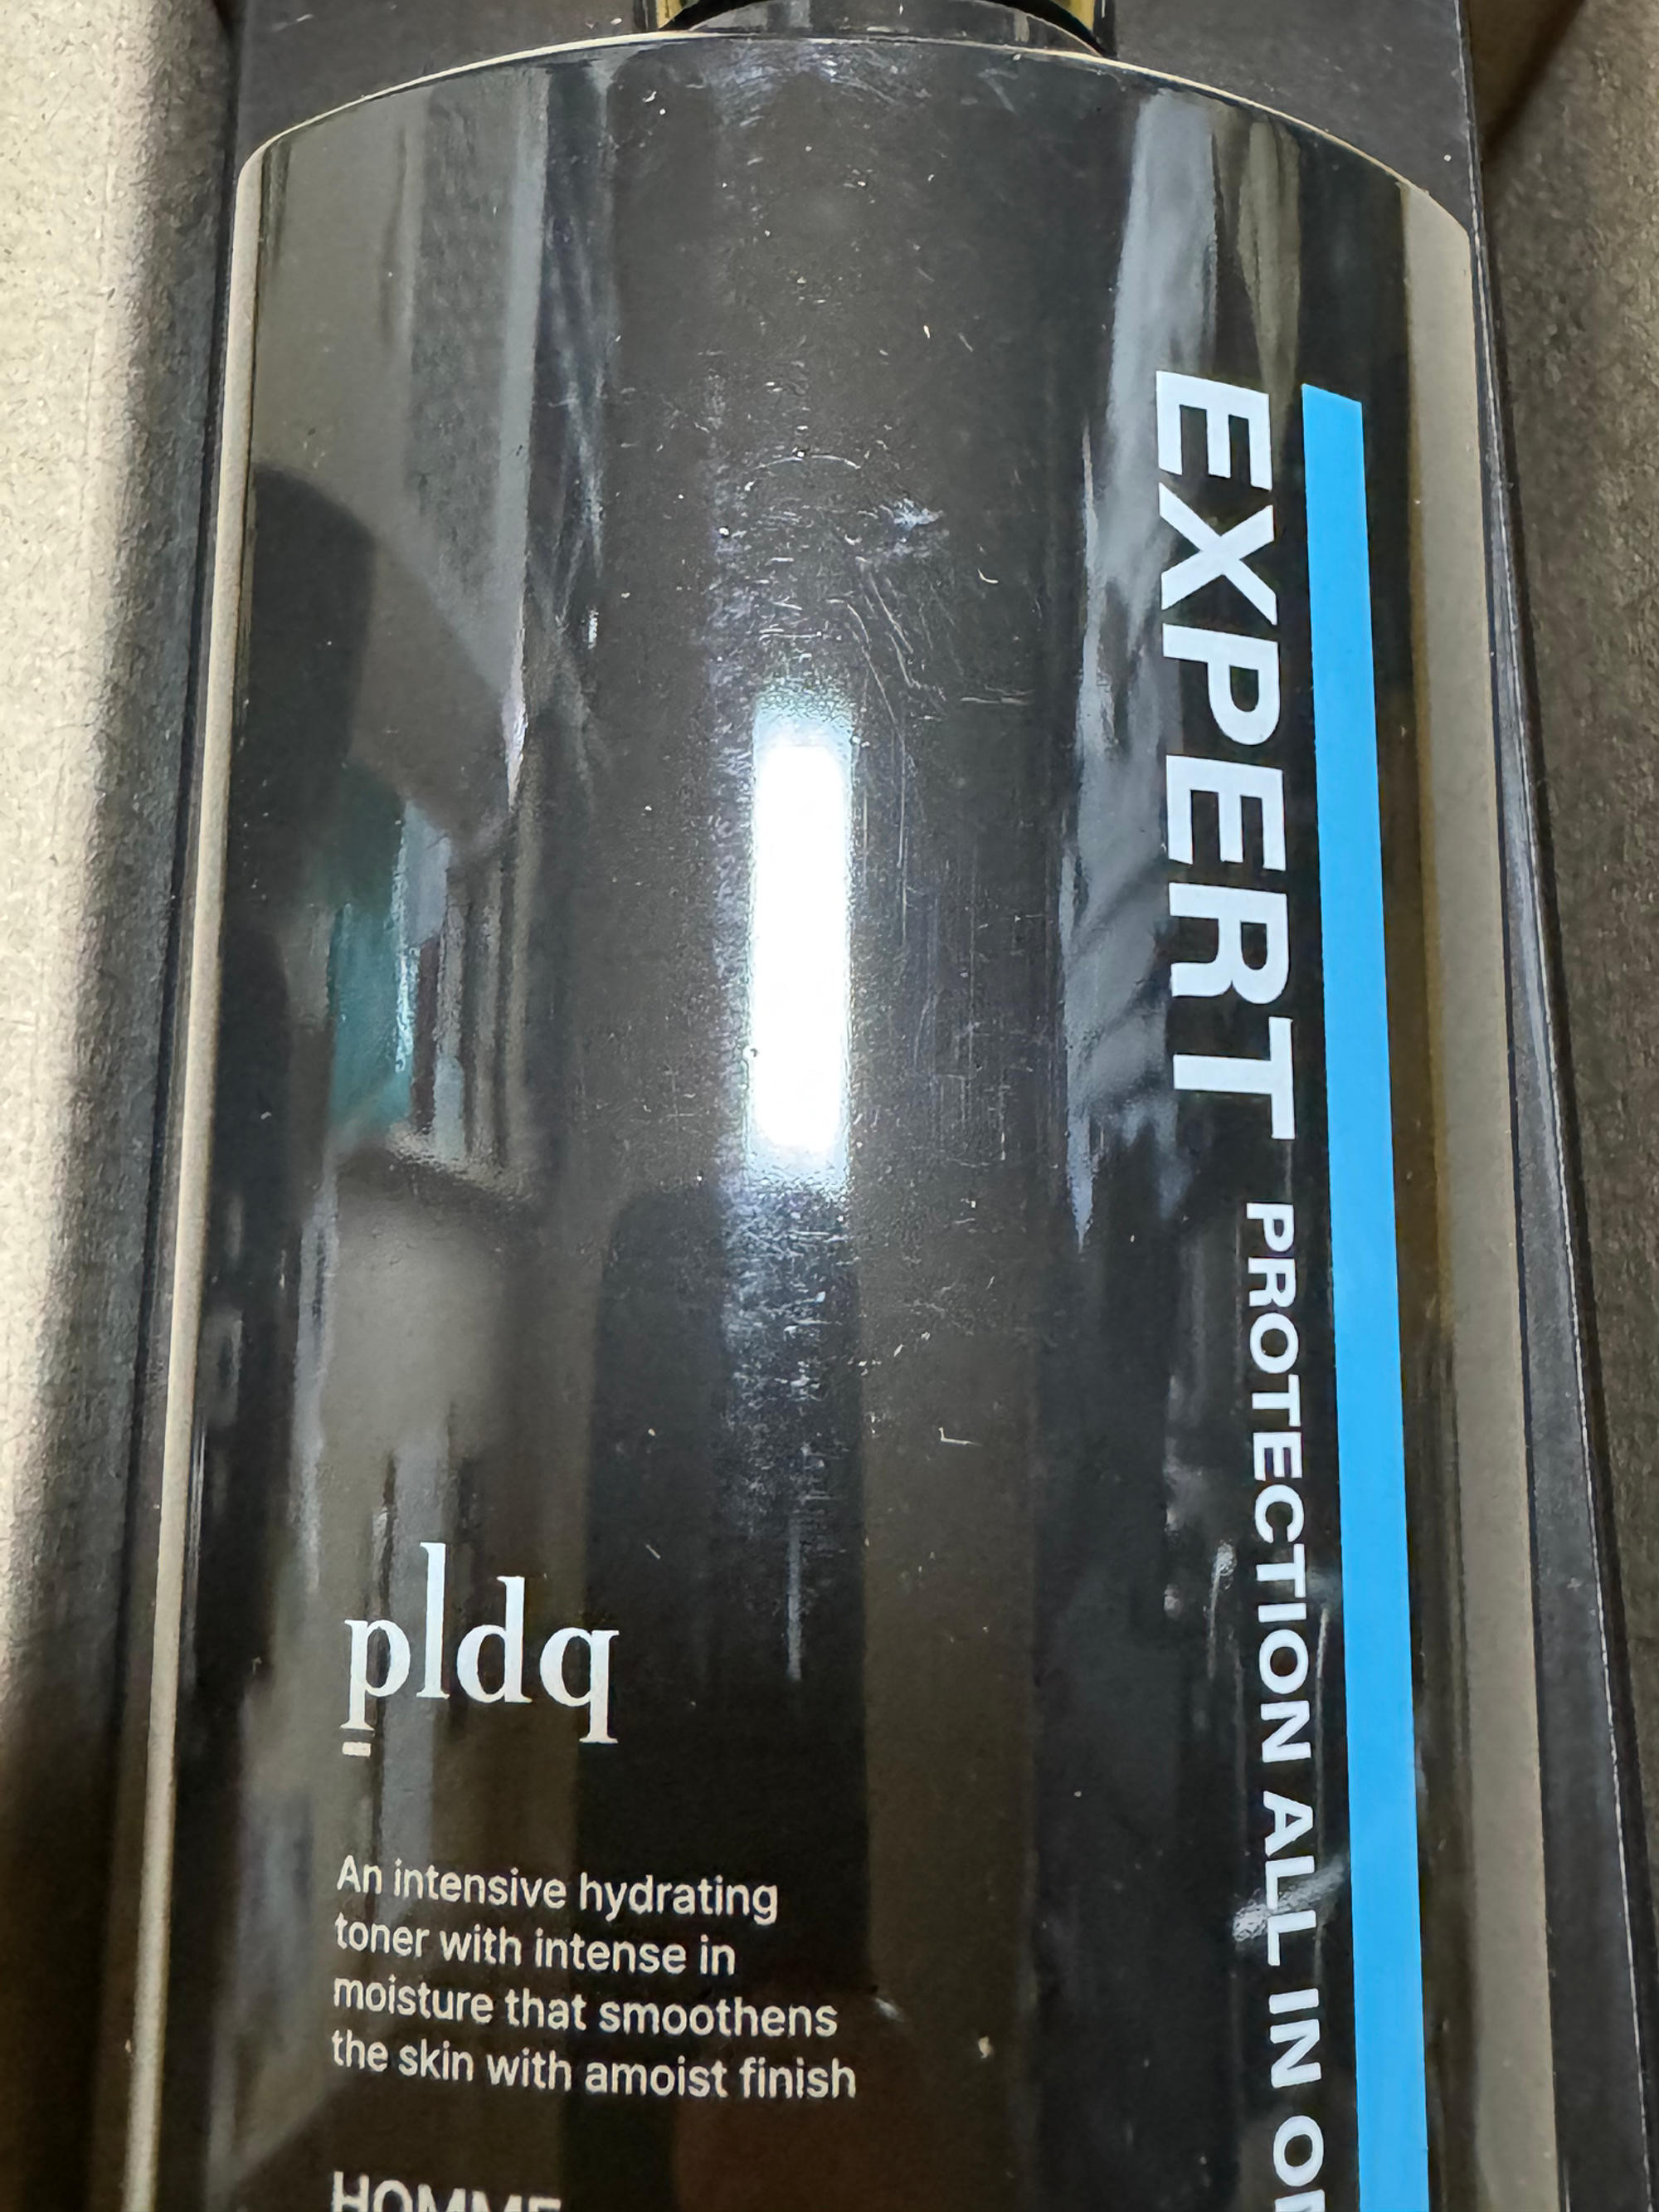 EXPERT PROTECTION ALL IN
pldq
An intensive hydrating
toner with intense in
moisture that smoothens
the skin with amoist finish
HOMME